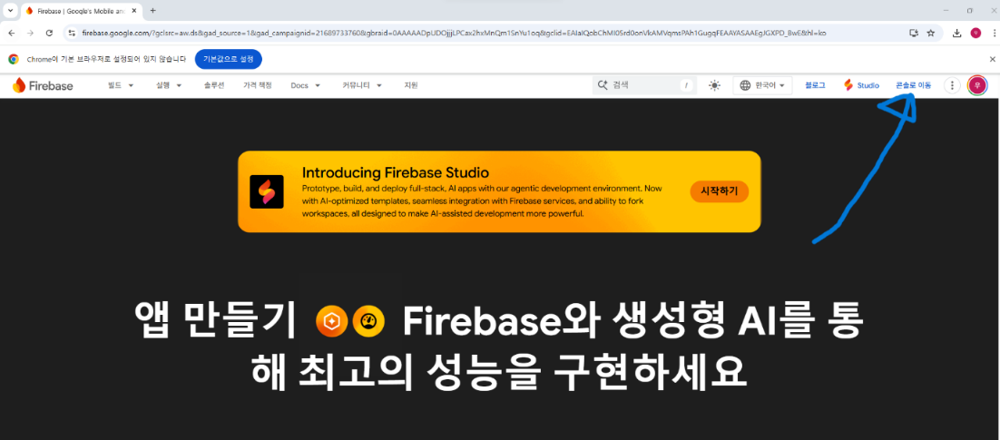 Firebase | Google's Mobile and
firebase.google.com/?gclsrc=aw.ds&gad_source=1&gad_campaignid=21689733760&gbraid=0AAAAADpUDOjjjLPCax2hxMnQm1SnYu1oq&gclid=EAIaIQobChMI05rd0onVkAMVqmsPAh1GugqFEAAYASAAEgJGXPD_BwE&hl=ko
우
Chrome이 기본 브라우저로 설정되어 있지 않습니다 기본값으로 설정
Firebase 빌드 실행 솔루션 가격 책정 Docs 커뮤니티 지원 검색 / 한국어 블로그 Studio 콘솔로 이동 우
Introducing Firebase Studio
Prototype, build, and deploy full-stack, AI apps with our agentic development environment. Now
with AI-optimized templates, seamless integration with Firebase services, and ability to fork
workspaces, all designed to make AI-assisted development more powerful.
시작하기
앱 만들기 Firebase와 생성형 AI를 통
해 최고의 성능을 구현하세요